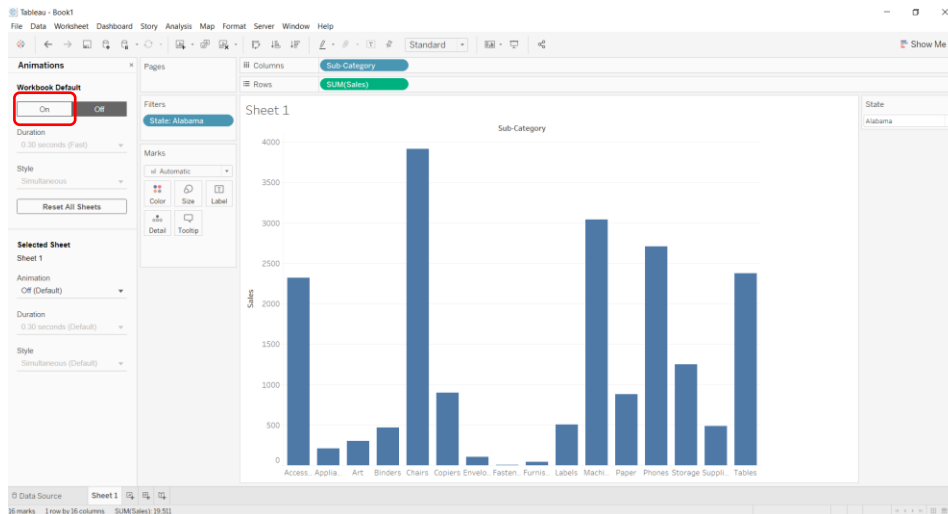 Tableau - Book1
File Data Worksheet Dashboard Story Analysis Map Format Server Window Help
Standard
Show Me
Animations
Workbook Default
On Off
Duration
0.30 seconds (Fast)
Style
Simultaneous
Reset All Sheets
Selected Sheet
Sheet 1
Animation
Off (Default)
Duration
0.30 seconds (Default)
Style
Simultaneous (Default)
Pages
Filters
State: Alabama
Marks
Automatic
Color Size Label
Detail Tooltip
Columns Sub-Category
Rows SUM(Sales)
Sheet 1
Sub-Category
Sales
4000
3500
3000
2500
2000
1500
1000
500
0
Access.. Applia.. Art Binders Chairs Copiers Envelo.. Fasten.. Furnis.. Labels Machi.. Paper Phones Storage Suppli.. Tables
State
Alabama
Data Source Sheet 1
16 marks 1 row by 16 columns SUM(Sales): 19,511